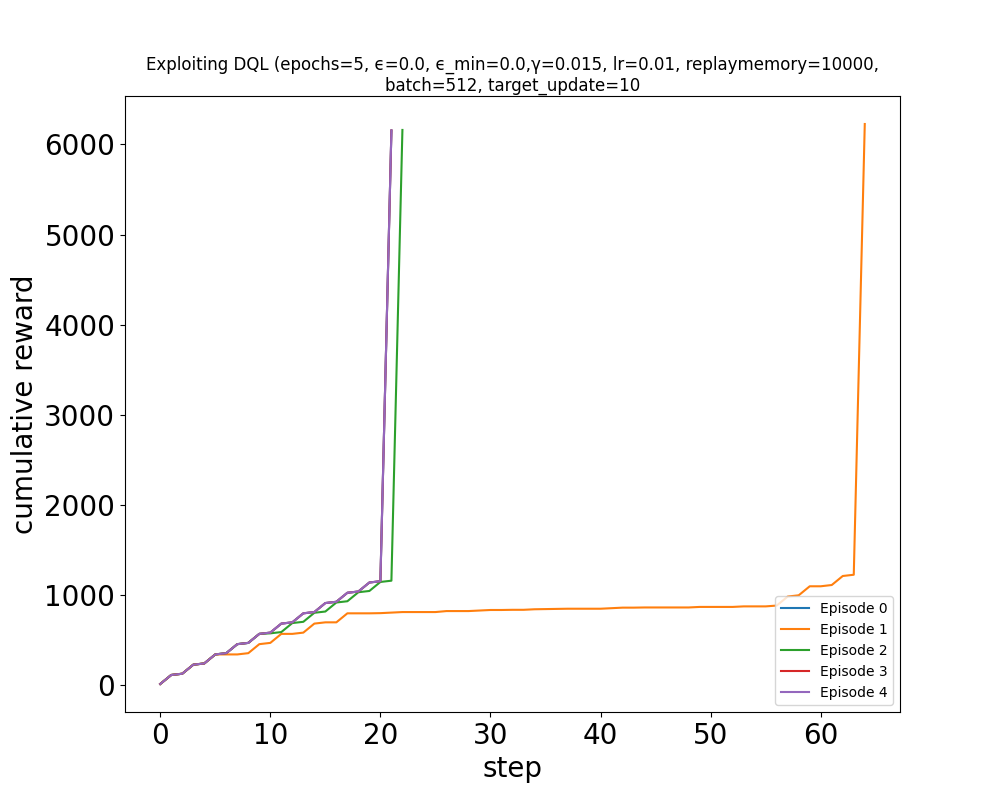 Exploiting DQL (epochs=5, ϵ=0.0, ϵ_min=0.0,γ=0.015, lr=0.01, replaymemory=10000,
batch=512, target_update=10
cumulative reward
6000
5000
4000
3000
2000
1000
0
0 10 20 30 40 50 60
step
Episode 0
Episode 1
Episode 2
Episode 3
Episode 4